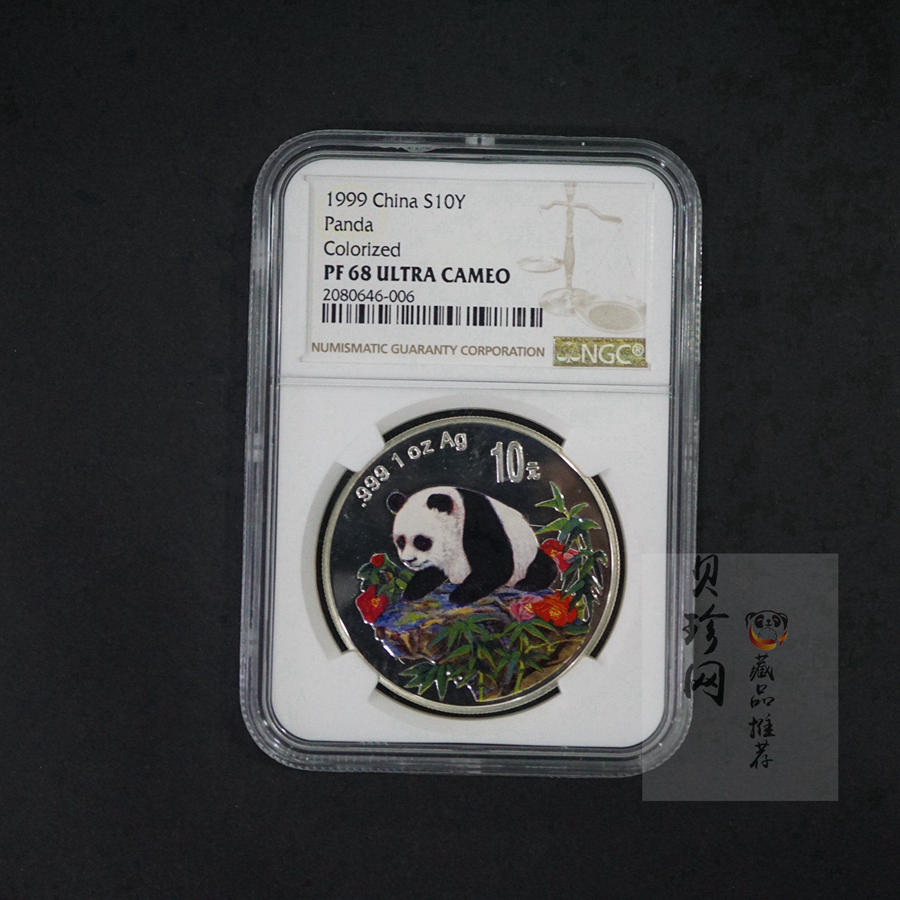 1999 China S10Y
Panda
Colorized
PF 68 ULTRA CAMEO
2080646-006
NUMISMATIC GUARANTY CORPORATION
NGC®
.999 1 oz Ag
10元
贝珍网
藏品推荐